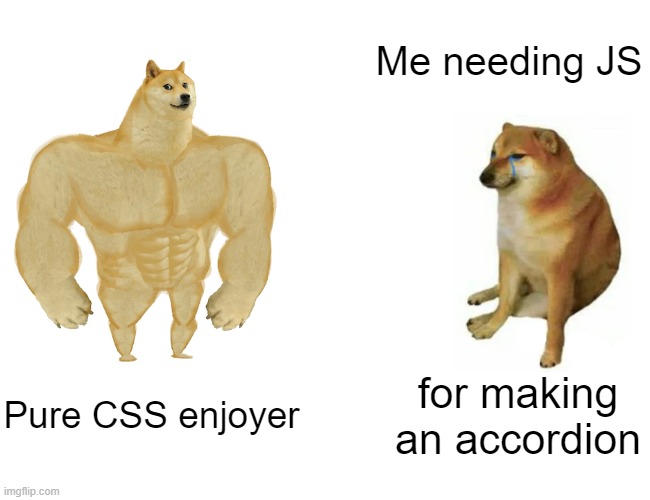 Pure CSS enjoyer
Me needing JS
for making
an accordion
imgflip.com